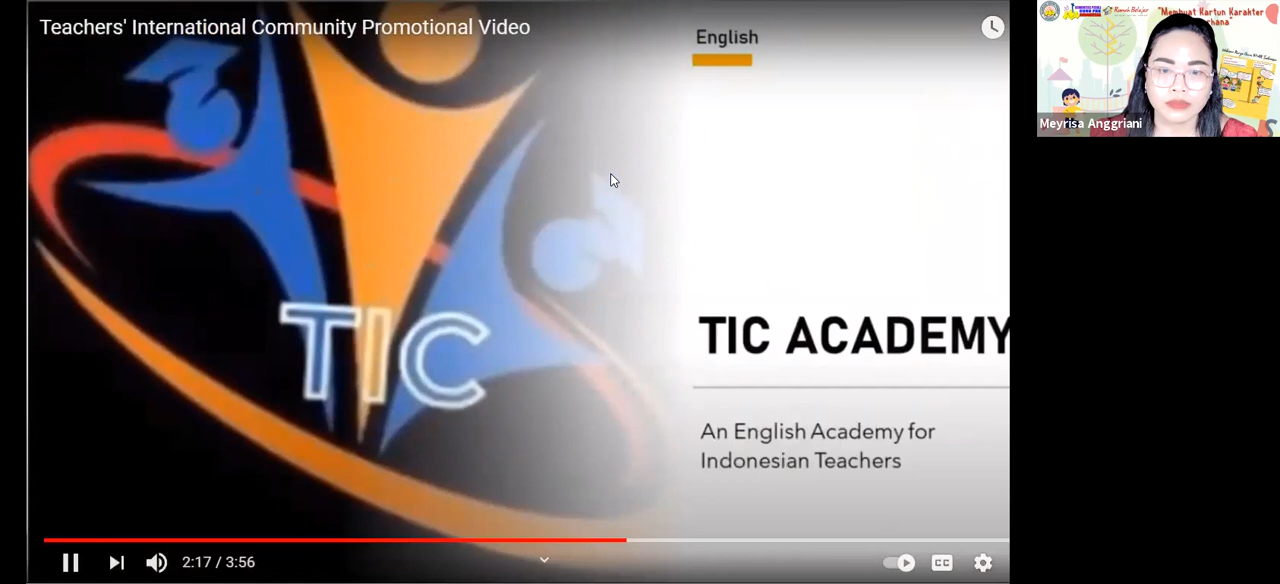 Teachers' International Community Promotional Video
English
TIC
TIC ACADEMY
An English Academy for
Indonesian Teachers
2:17 / 3:56
CC
"Membuat Kartun Karakter
Meyrisa Anggriani